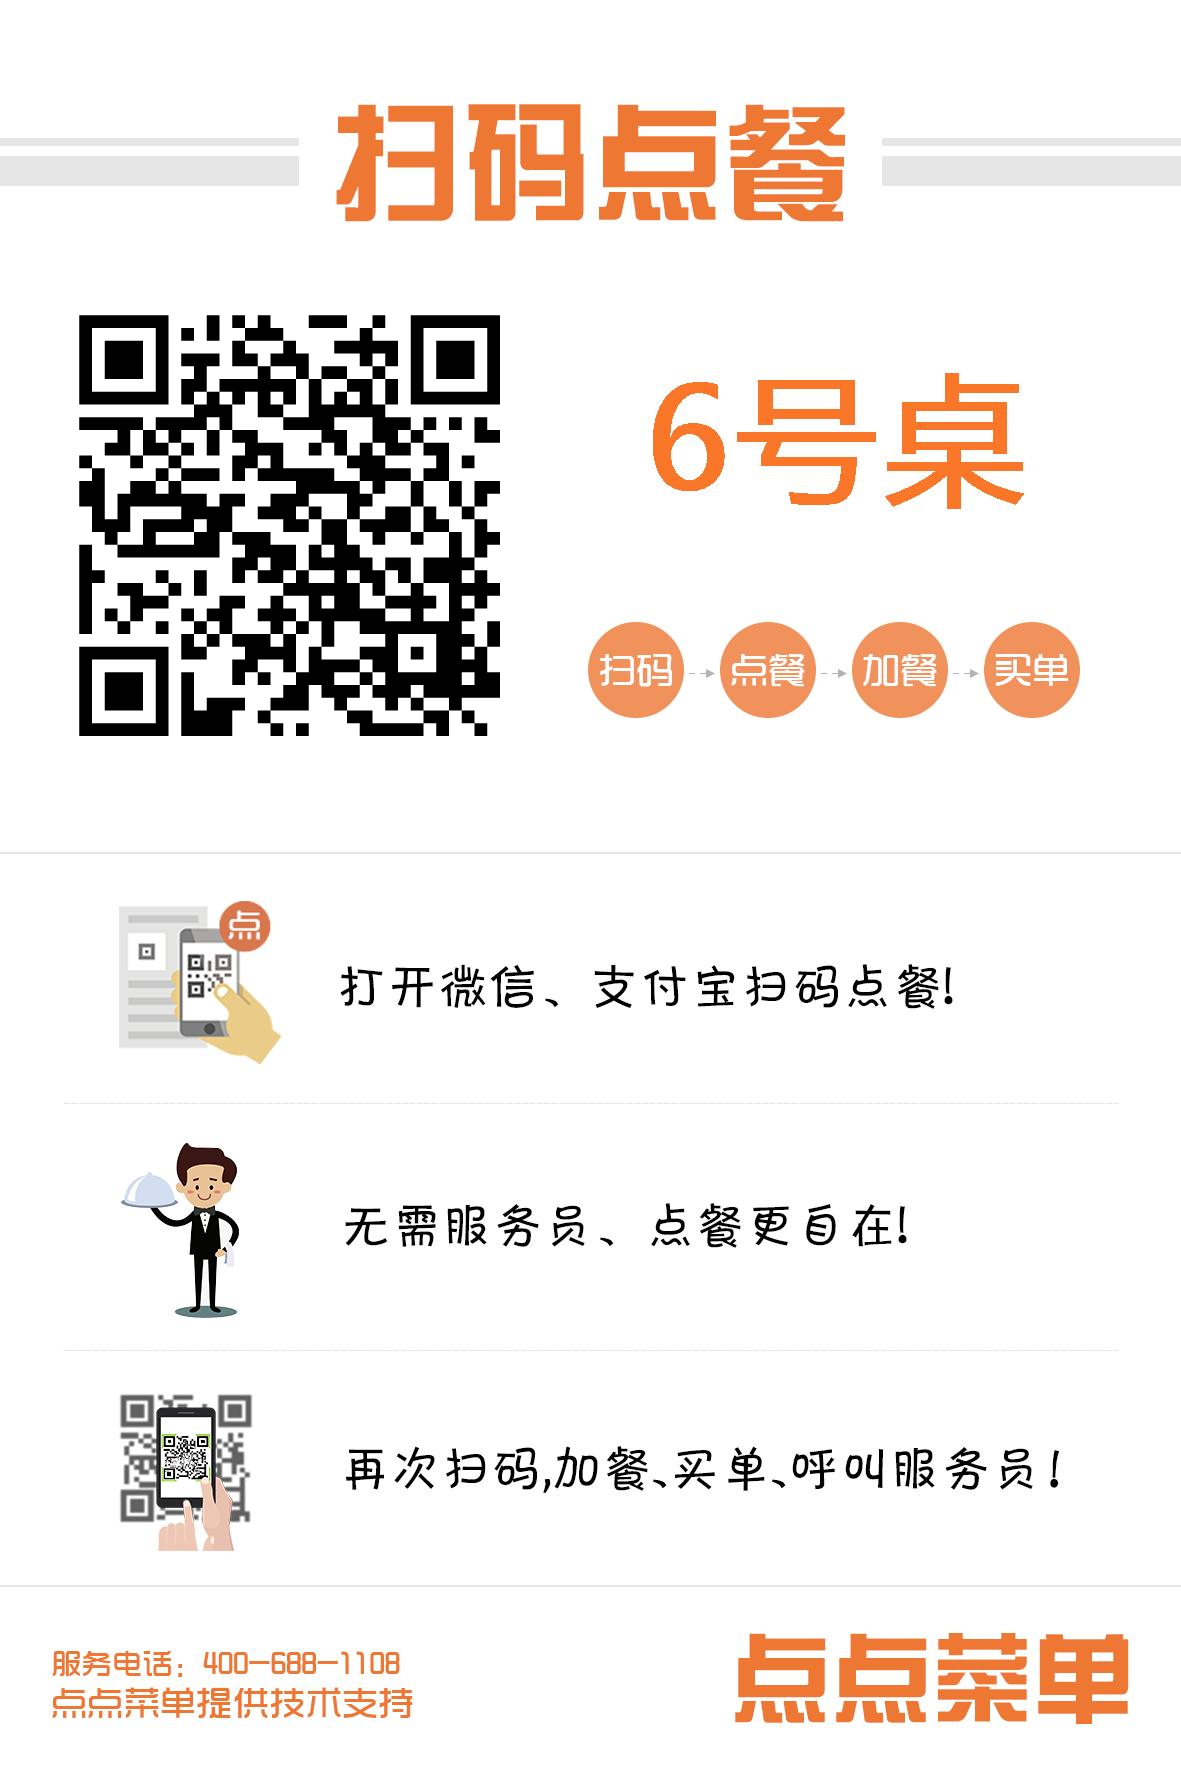 扫码点餐
6号桌
扫码 点餐 加餐 买单
点
打开微信、支付宝扫码点餐!
无需服务员、点餐更自在!
再次扫码,加餐、买单、呼叫服务员!
服务电话：400-688-1108
点点菜单提供技术支持
点点菜单